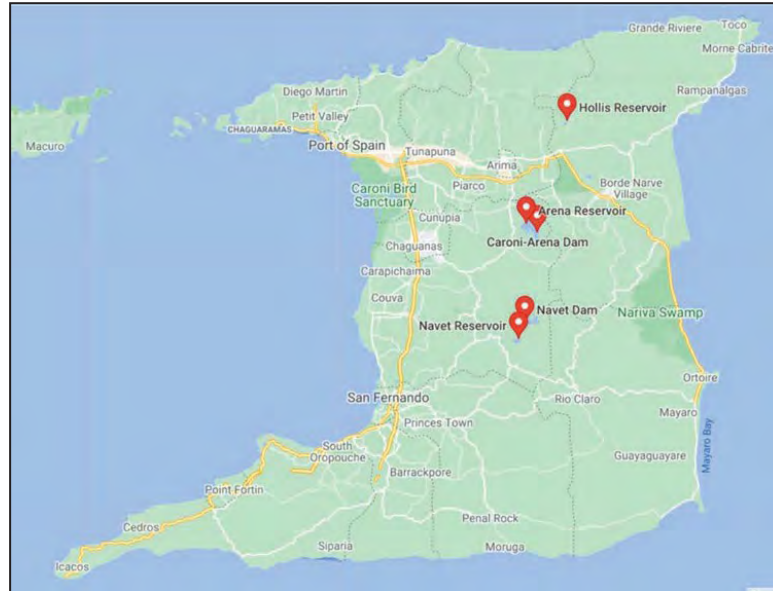 Toco
Grande Riviere
Morne Cabrite
Diego Martin
Rampanalgas
Hollis Reservoir
Petit Valley
CHAGUARAMAS
Macuro
Port of Spain
Tunapuna
Arima
Piarco
Borde Narve
Village
Caroni Bird
Sanctuary
Cunupia
Arena Reservoir
Chaguanas
Caroni-Arena Dam
Carapichaima
Couva
Navet Dam
Nariva Swamp
Navet Reservoir
Ortoire
San Fernando
Rio Claro
Mayaro
Princes Town
Mayaro Bay
South
Oropouche
Guayaguayare
Barrackpore
Point Fortin
Penal Rock
Cedros
Siparia
Moruga
Icacos